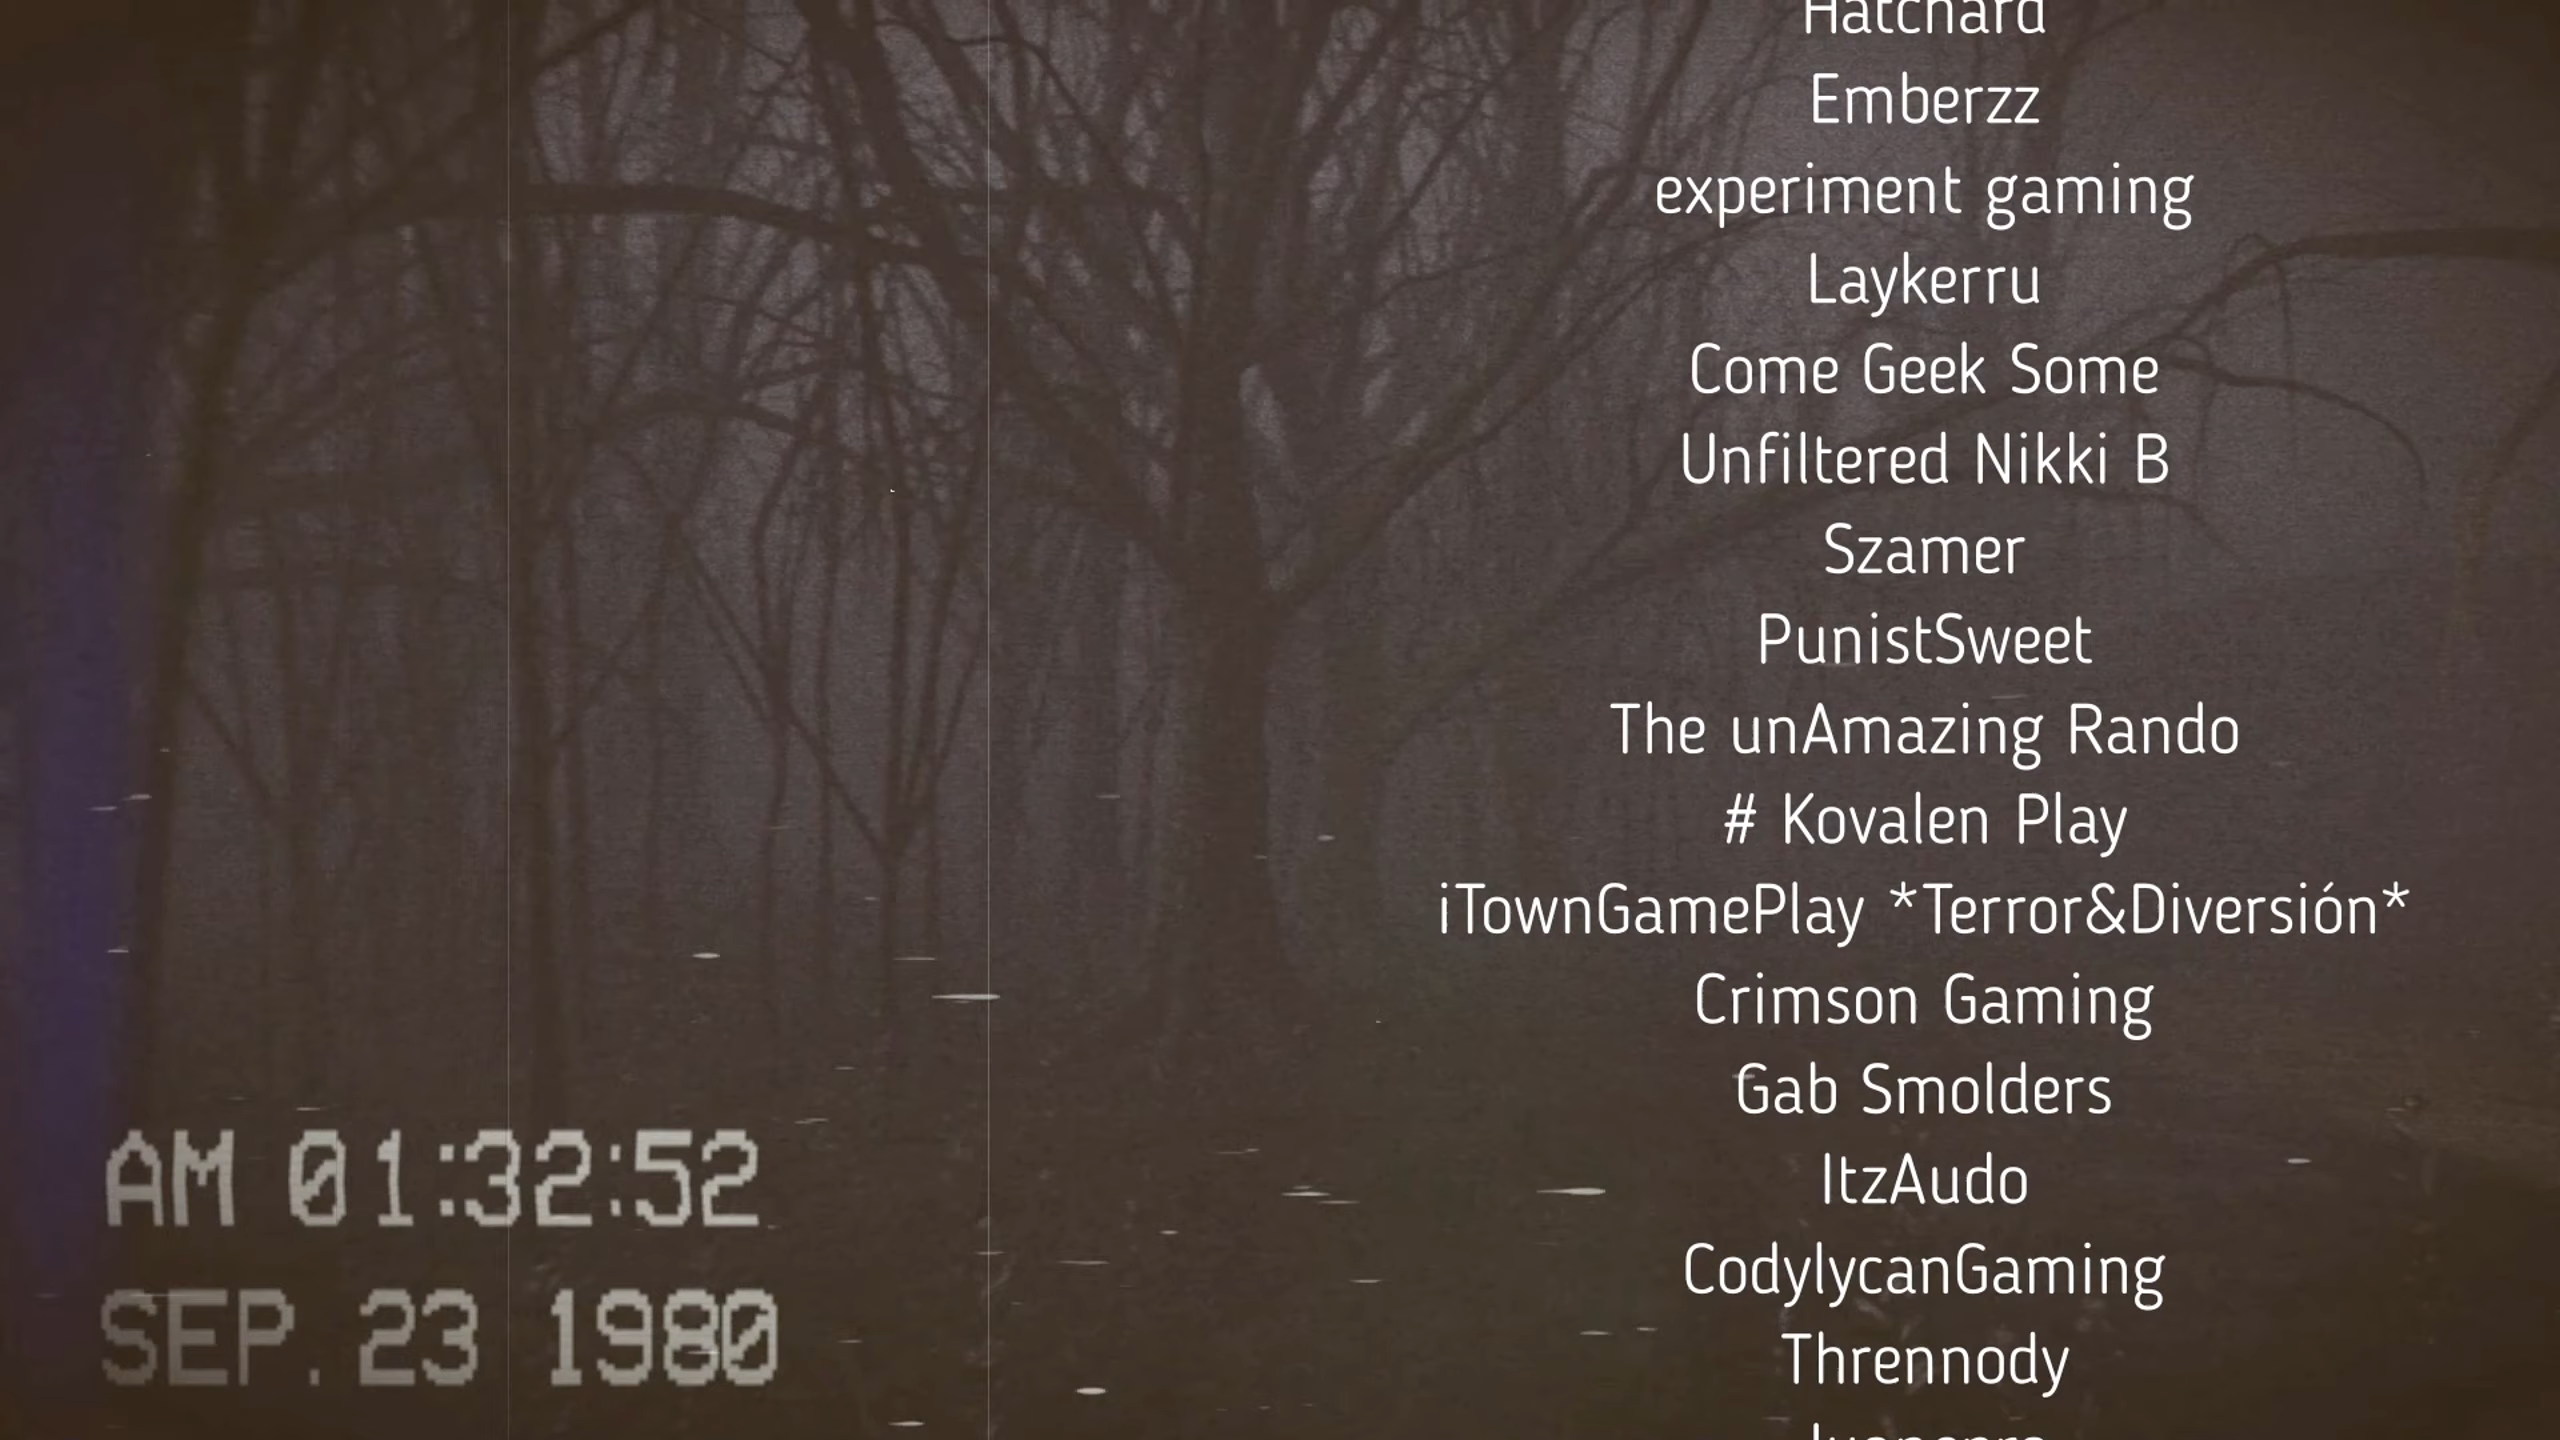 Hatchard
Emberzz
experiment gaming
Laykerru
Come Geek Some
Unfiltered Nikki B
Szamer
PunistSweet
The unAmazing Rando
# Kovalen Play
iTownGamePlay *Terror&Diversión*
Crimson Gaming
Gab Smolders
ItzAudo
CodylycanGaming
Thrennody
AM 01:32:52
SEP. 23 1980